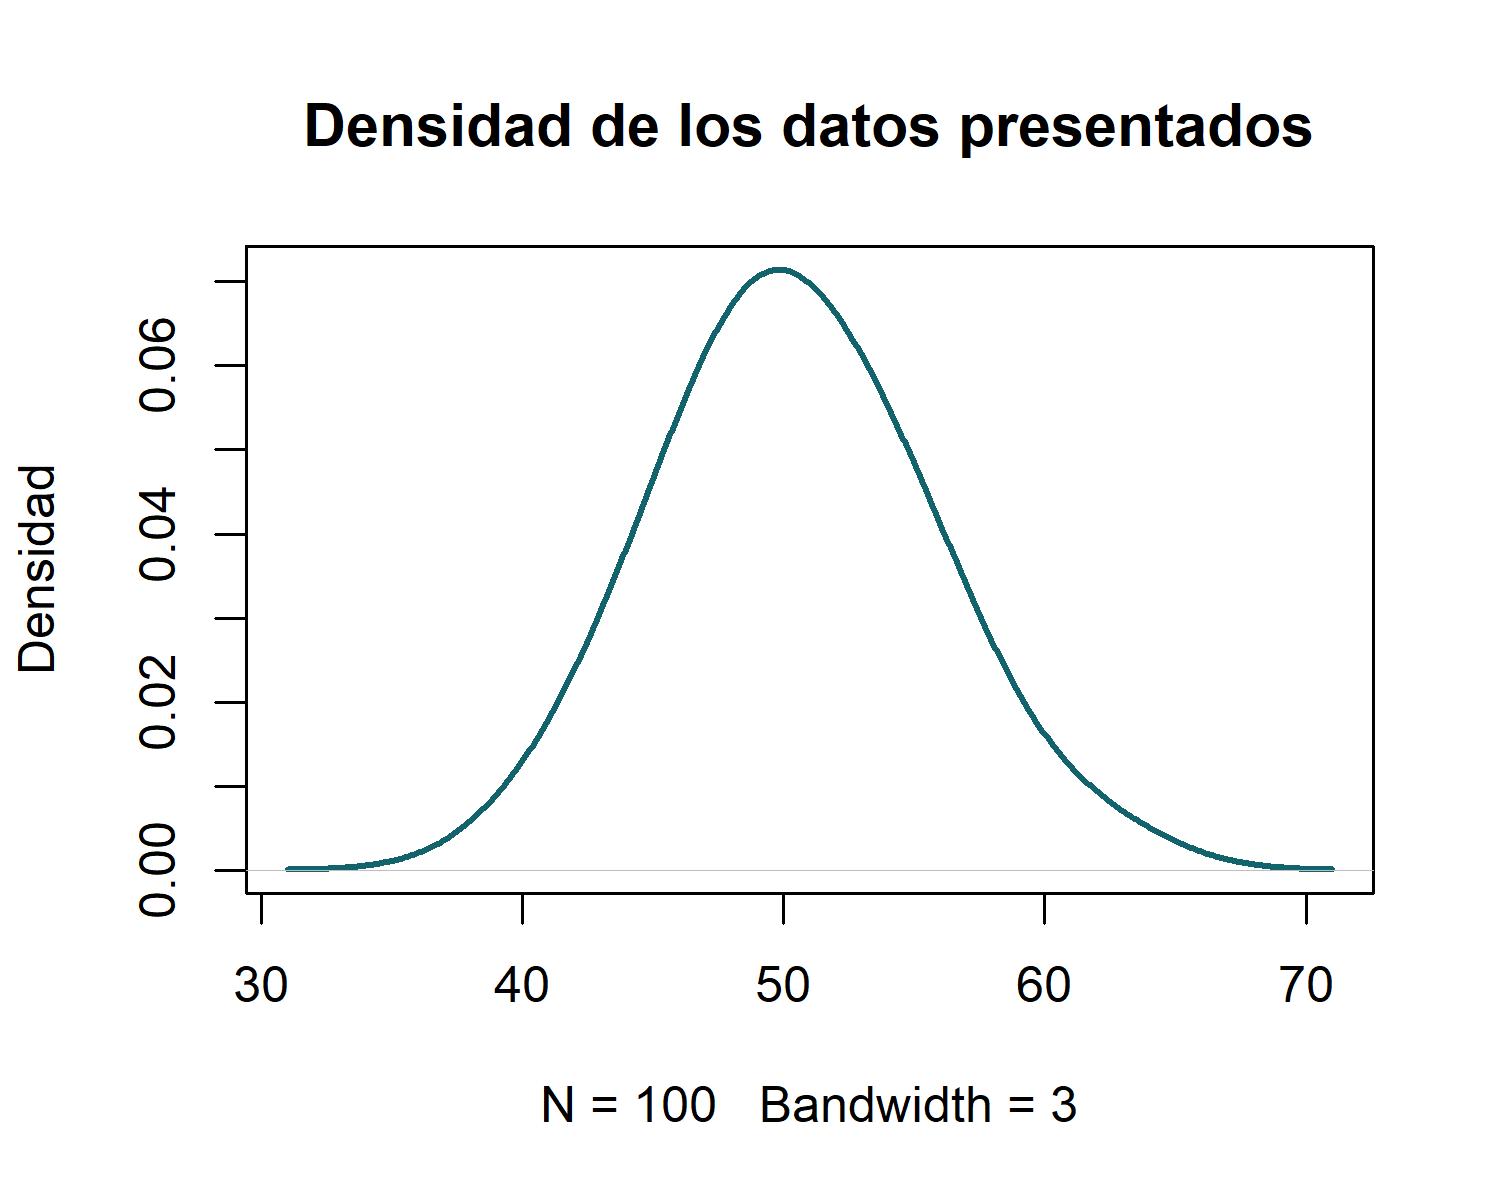 Densidad de los datos presentados
Densidad
0.06
0.04
0.02
0.00
30 40 50 60 70
N = 100   Bandwidth = 3